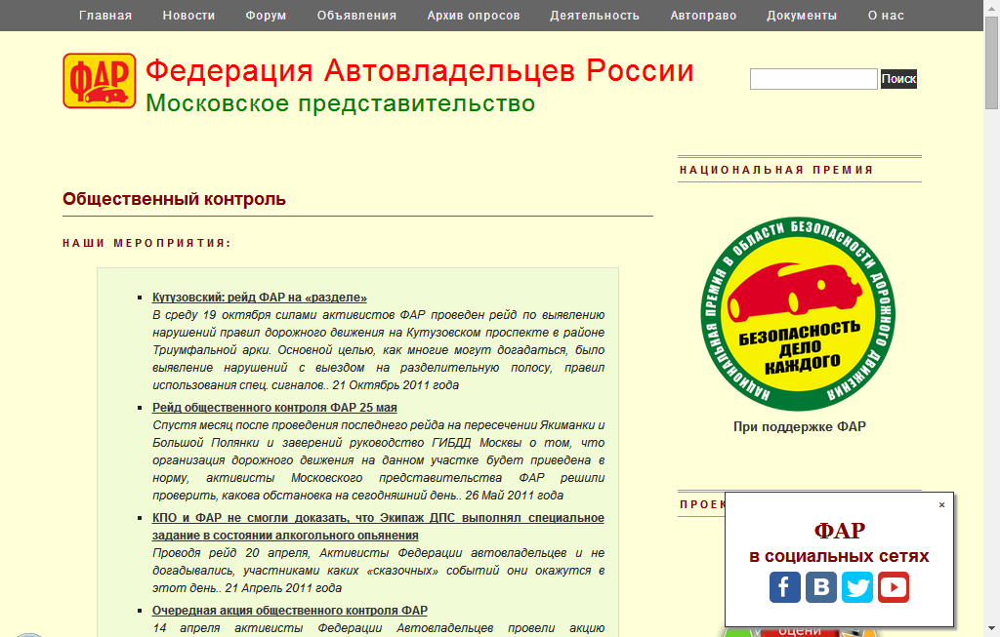 Главная Новости Форум Объявления Архив опросов Деятельность Автоправо Документы О нас
ФАР
Федерация Автовладельцев России
Московское представительство
Поиск
Общественный контроль
НАШИ МЕРОПРИЯТИЯ:
Кутузовский: рейд ФАР на «разделе»
В среду 19 октября силами активистов ФАР проведен рейд по выявлению
нарушений правил дорожного движения на Кутузовском проспекте в районе
Триумфальной арки. Основной целью, как многие могут догадаться, было
выявление нарушений с выездом на разделительную полосу, правил
использования спец. сигналов.. 21 Октябрь 2011 года
Рейд общественного контроля ФАР 25 мая
Спустя месяц после проведения последнего рейда на пересечении Якиманки и
Большой Полянки и заверений руководство ГИБДД Москвы о том, что
организация дорожного движения на данном участке будет приведена в
норму, активисты Московского представительства ФАР решили
проверить, какова обстановка на сегодняшний день.. 26 Май 2011 года
КПО и ФАР не смогли доказать, что Экипаж ДПС выполнял специальное
задание в состоянии алкогольного опьянения
Проводя рейд 20 апреля, Активисты Федерации автовладельцев и не
догадывались, участниками каких «сказочных» событий они окажутся в
этот день.. 21 Апрель 2011 года
Очередная акция общественного контроля ФАР
14 апреля активисты Федерации Автовладельцев провели акцию
НАЦИОНАЛЬНАЯ ПРЕМИЯ
НАЦИОНАЛЬНАЯ ПРЕМИЯ В ОБЛАСТИ БЕЗОПАСНОСТИ ДОРОЖНОГО ДВИЖЕНИЯ
БЕЗОПАСНОСТЬ
ДЕЛО
КАЖДОГО
При поддержке ФАР
×
ФАР
в социальных сетях
оцени